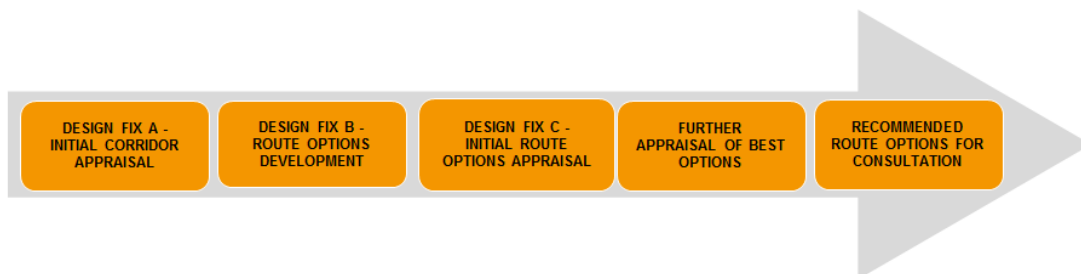 DESIGN FIX A -
INITIAL CORRIDOR
APPRAISAL
DESIGN FIX B -
ROUTE OPTIONS
DEVELOPMENT
DESIGN FIX C -
INITIAL ROUTE
OPTIONS APPRAISAL
FURTHER
APPRAISAL OF BEST
OPTIONS
RECOMMENDED
ROUTE OPTIONS FOR
CONSULTATION